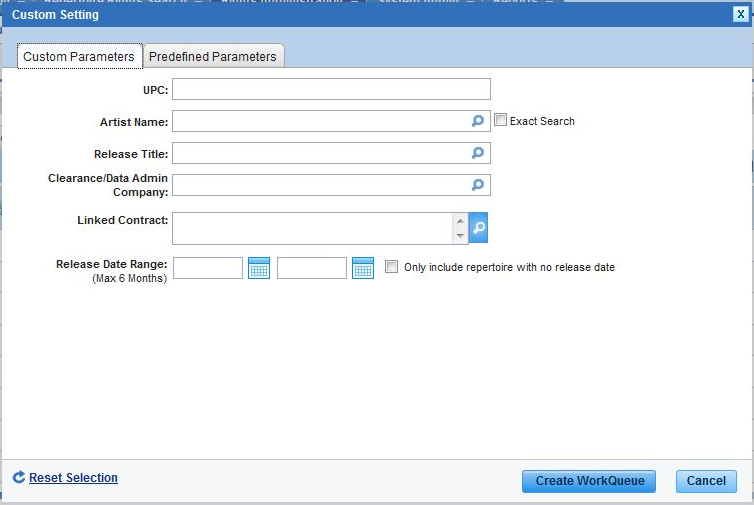 Custom Setting
X
Custom Parameters Predefined Parameters
UPC:
Artist Name: Exact Search
Release Title:
Clearance/Data Admin
Company:
Linked Contract:
Release Date Range: Only include repertoire with no release date
(Max 6 Months)
Reset Selection Create WorkQueue Cancel